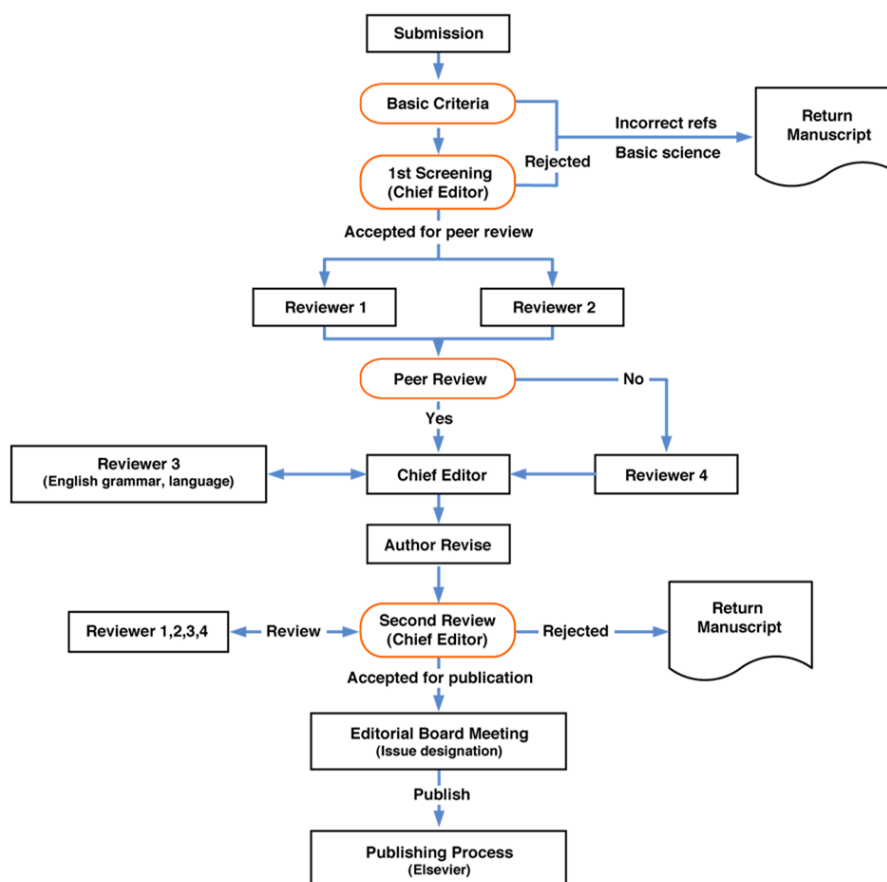 Submission
Basic Criteria
Incorrect refs
Return
Manuscript
Rejected
Basic science
1st Screening
(Chief Editor)
Accepted for peer review
Reviewer 1
Reviewer 2
Peer Review
No
Yes
Reviewer 3
(English grammar, language)
Chief Editor
Reviewer 4
Author Revise
Reviewer 1,2,3,4
Review
Second Review
(Chief Editor)
Rejected
Return
Manuscript
Accepted for publication
Editorial Board Meeting
(Issue designation)
Publish
Publishing Process
(Elsevier)